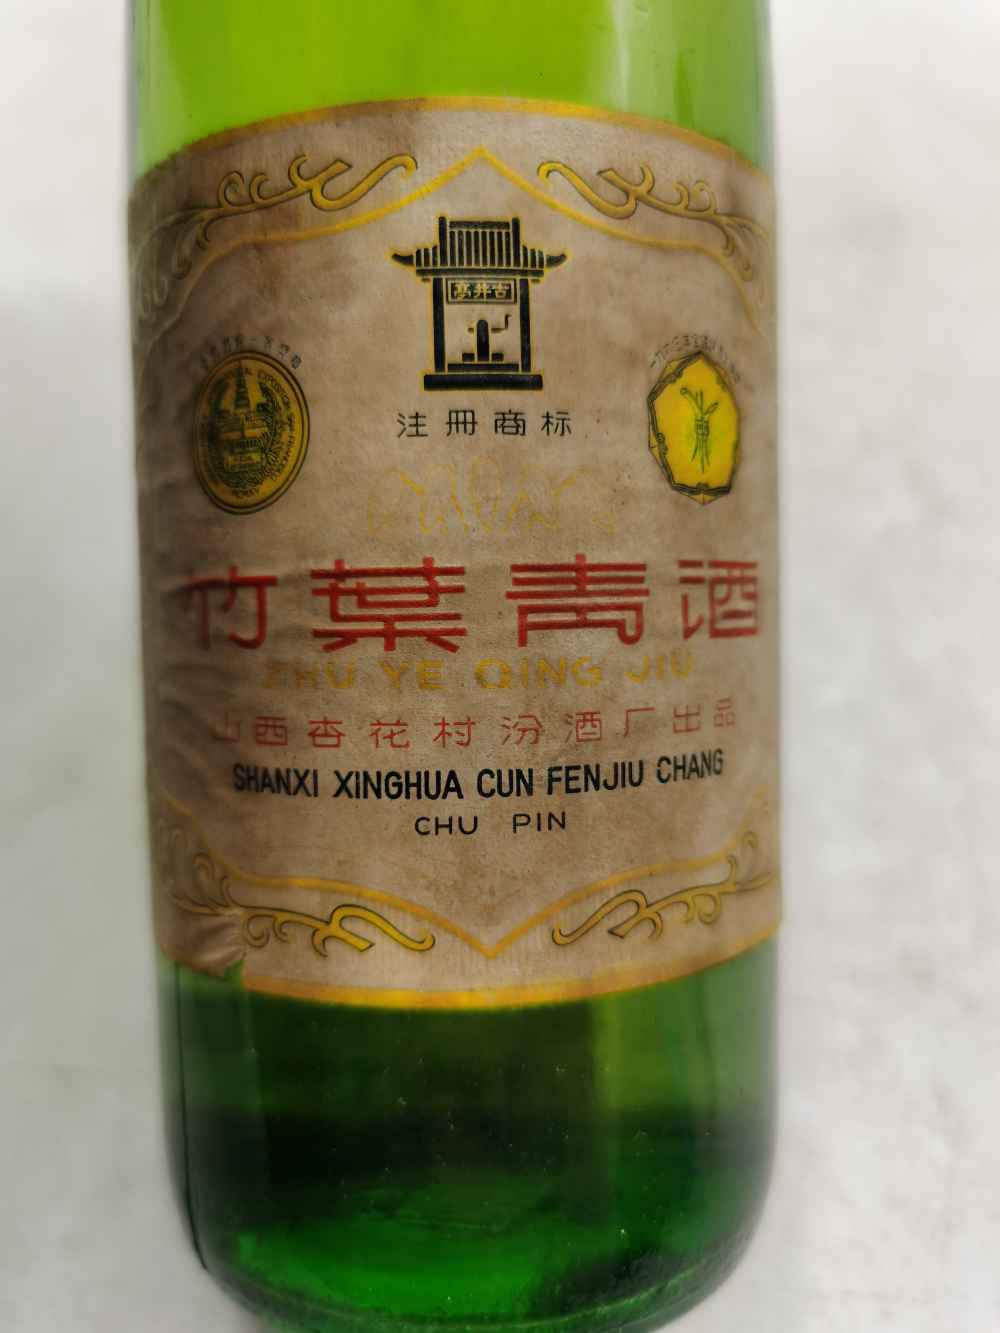 古井亭
注册商标
竹葉青酒
ZHU YE QING JIU
山西杏花村汾酒厂出品
SHANXI XINGHUA CUN FENJIU CHANG
CHU PIN